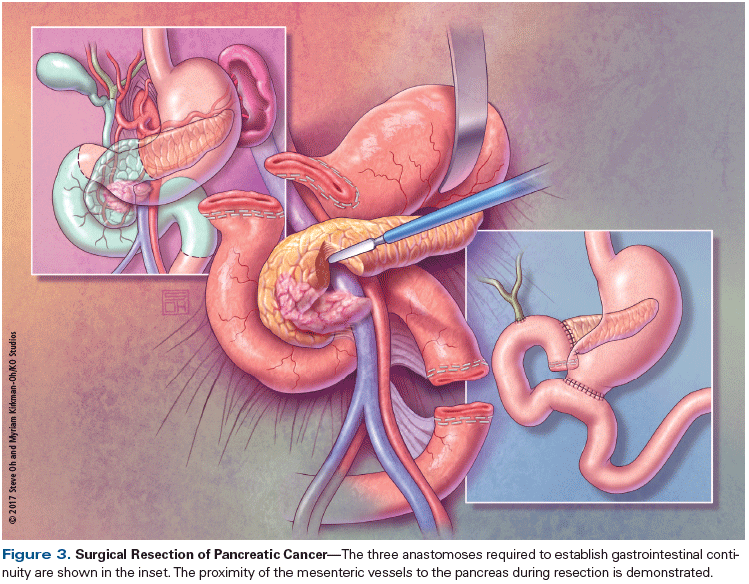 © 2017 Steve Oh and Myriam Kirkman-Oh/KO Studios
Figure 3. Surgical Resection of Pancreatic Cancer—The three anastomoses required to establish gastrointestinal conti-
nuity are shown in the inset. The proximity of the mesenteric vessels to the pancreas during resection is demonstrated.